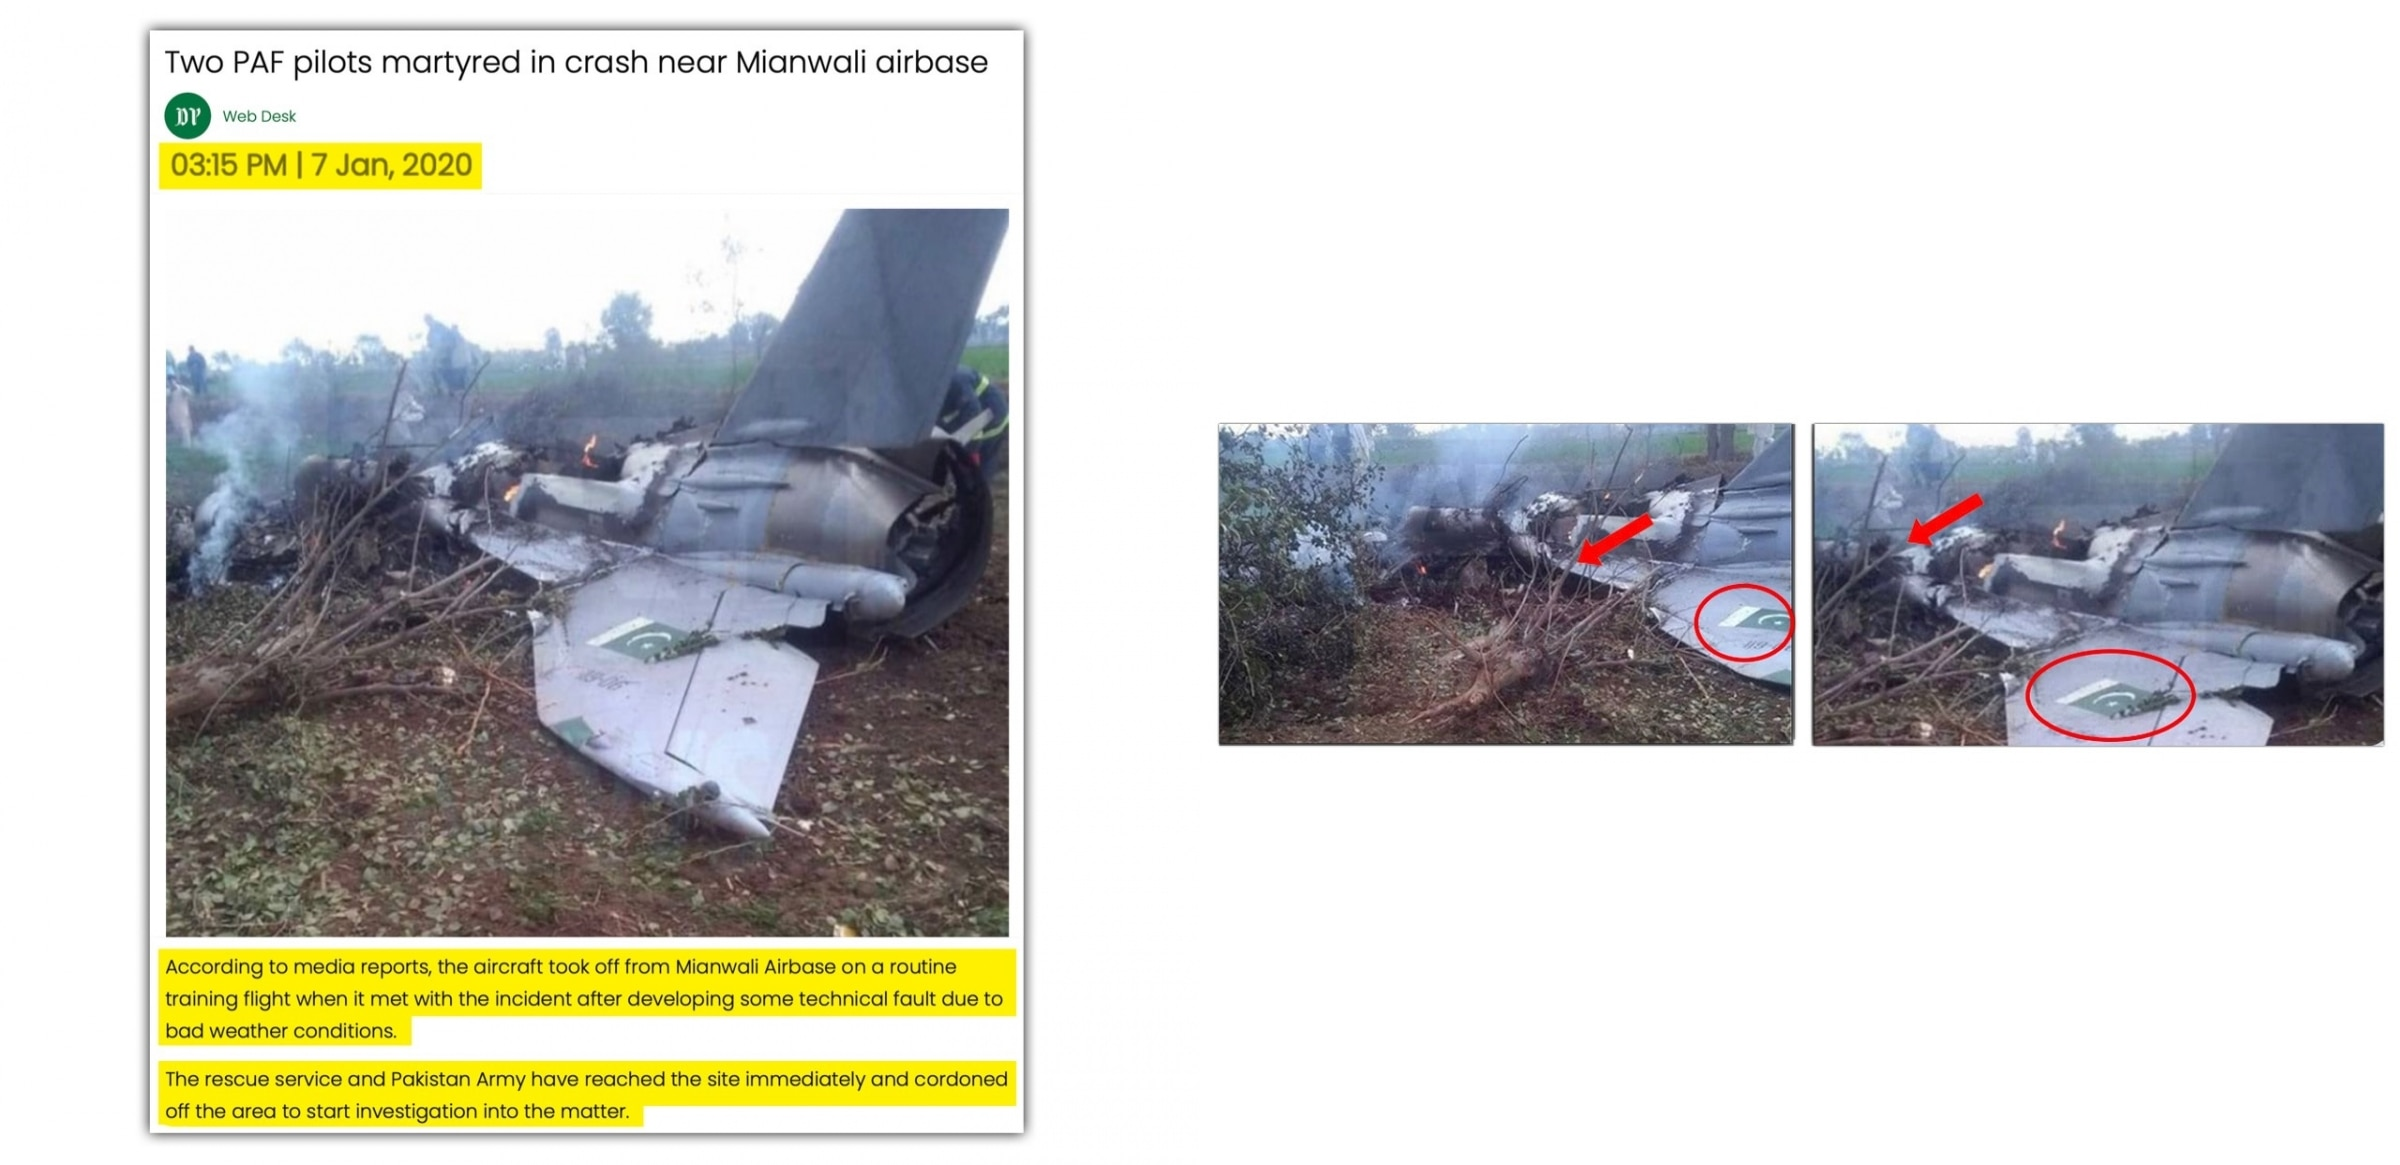 Two PAF pilots martyred in crash near Mianwali airbase
DP Web Desk
03:15 PM | 7 Jan, 2020
According to media reports, the aircraft took off from Mianwali Airbase on a routine
training flight when it met with the incident after developing some technical fault due to
bad weather conditions.
The rescue service and Pakistan Army have reached the site immediately and cordoned
off the area to start investigation into the matter.